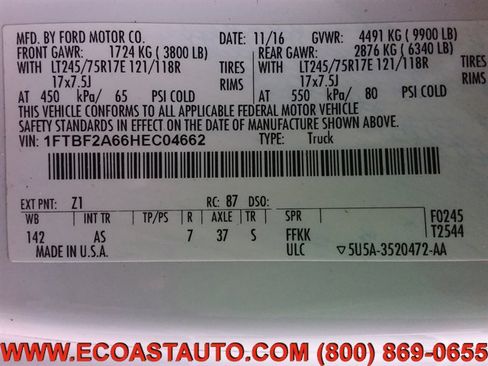 MFD. BY FORD MOTOR CO. 11/16 GVWR: 4491 KG (9900 LB)
FRONT GAWR: 1724 KG (3800 LB) REAR GAWR: 2876 KG (6340 LB)
WITH LT245/75R17E 121/118R TIRES WITH LT245/75R17E 121/118R TIRES
17x7.5J RIMS 17x7.5J RIMS
AT 450 kPa/ 65 PSI COLD AT 550 kPa/ 80 PSI COLD
THIS VEHICLE CONFORMS TO ALL APPLICABLE FEDERAL MOTOR VEHICLE
SAFETY STANDARDS IN EFFECT ON THE DATE OF MANUFACTURE SHOWN ABOVE.
VIN: 1FTBF2A66HEC04662 TYPE: Truck
EXT PNT: Z1 RC: 87 DSO:
WB INT TR TP/PS R AXLE TR SPR F0245
142 AS 7 37 S FFKK T2544
MADE IN U.S.A. ULC ▽5U5A-3520472-AA
WWW.ECOASTAUTO.COM (800) 869-0655